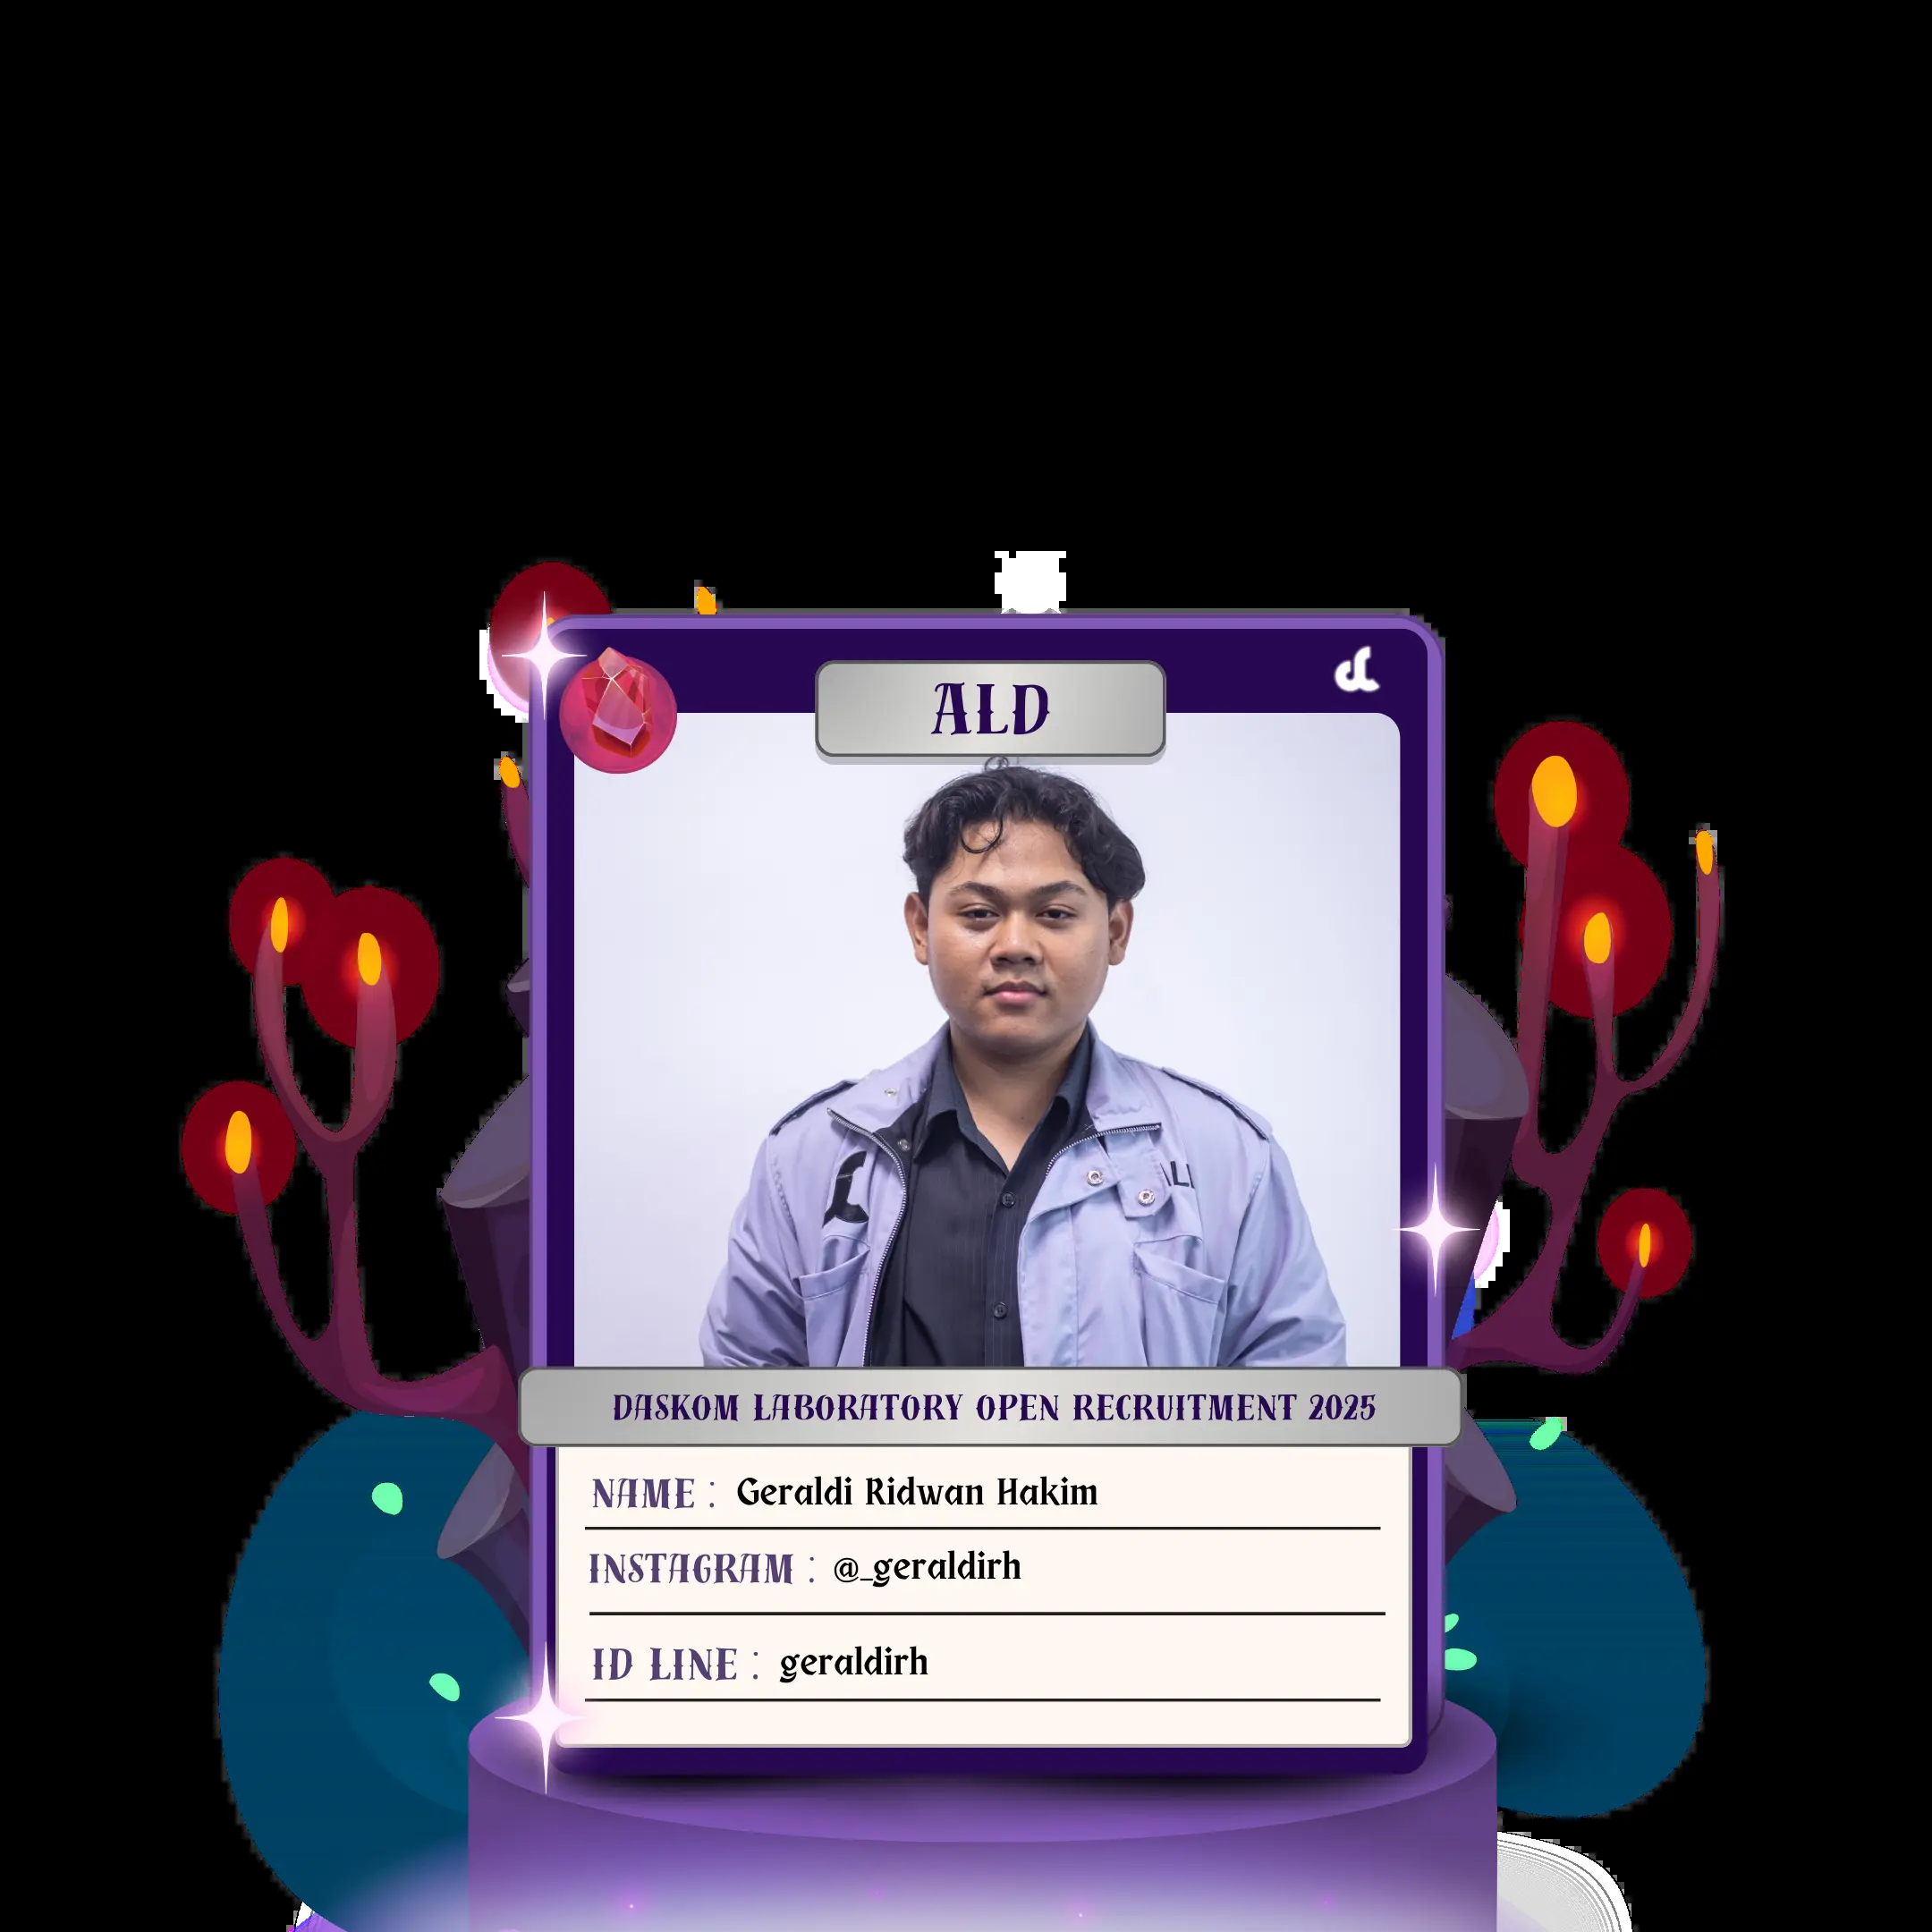 ALD
DASKOM LABORATORY OPEN RECRUITMENT 2025
NAME : Geraldi Ridwan Hakim
INSTAGRAM : @_geraldirh
ID LINE : geraldirh